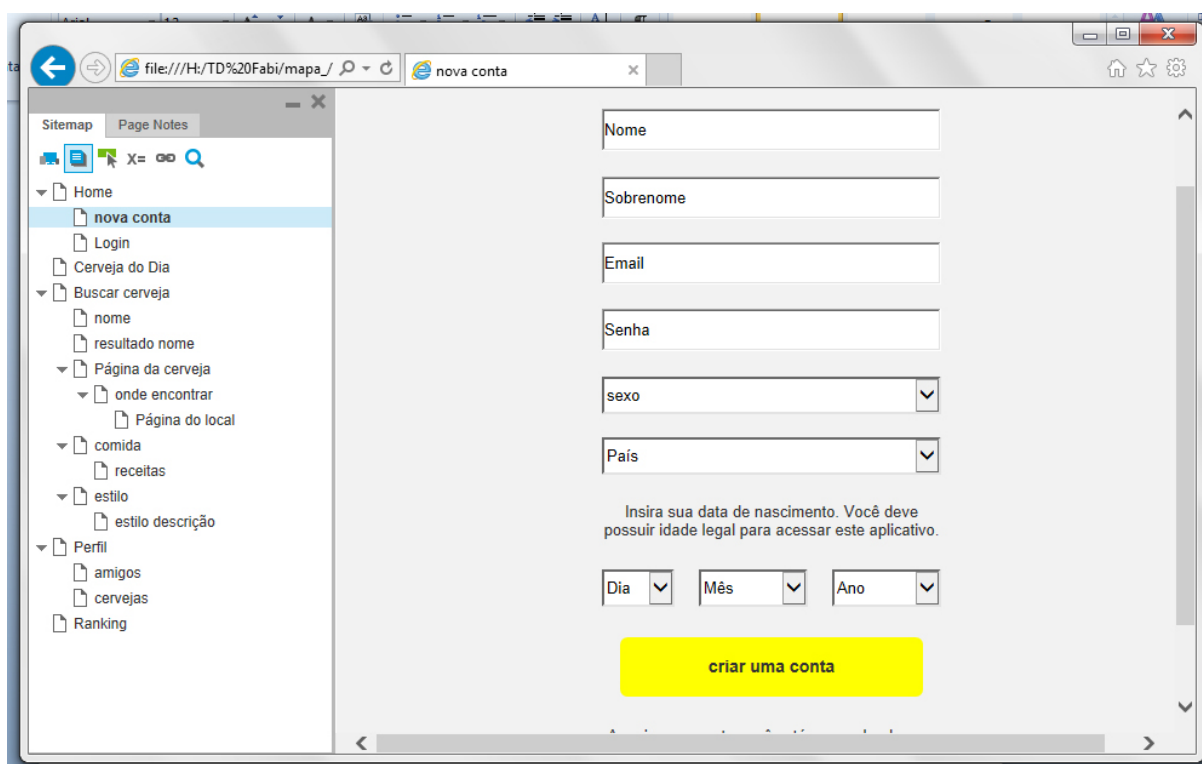 file:///H:/TD%20Fabi/mapa_/
nova conta
Sitemap Page Notes
X=
Home
nova conta
Login
Cerveja do Dia
Buscar cerveja
nome
resultado nome
Página da cerveja
onde encontrar
Página do local
comida
receitas
estilo
estilo descrição
Perfil
amigos
cervejas
Ranking
Nome
Sobrenome
Email
Senha
sexo
País
Insira sua data de nascimento. Você deve
possuir idade legal para acessar este aplicativo.
Dia Mês Ano
criar uma conta